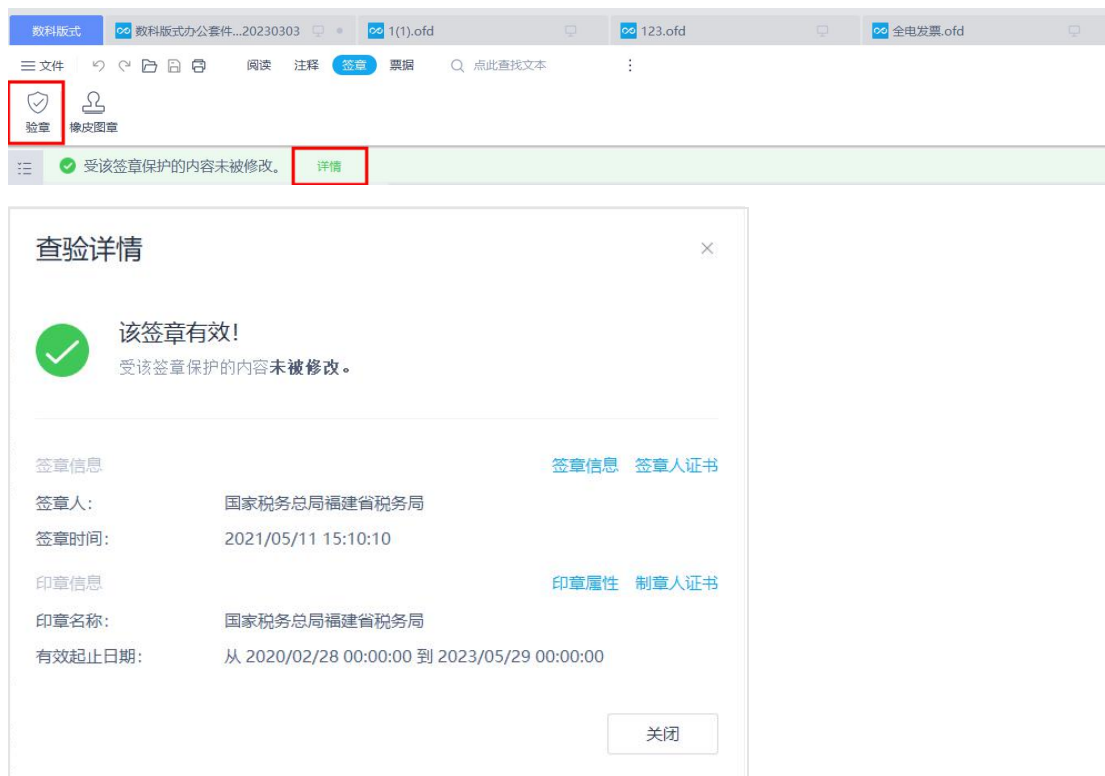 数科版式 数科版式办公套件...20230303 1(1).ofd 123.ofd 全电发票.ofd
文件 阅读 注释 签章 票据 点此查找文本
验章 橡皮图章
受该签章保护的内容未被修改。 详情
查验详情
该签章有效!
受该签章保护的内容未被修改。
签章信息 签章信息 签章人证书
签章人: 国家税务总局福建省税务局
签章时间: 2021/05/11 15:10:10
印章信息 印章属性 制章人证书
印章名称: 国家税务总局福建省税务局
有效起止日期: 从 2020/02/28 00:00:00 到 2023/05/29 00:00:00
关闭